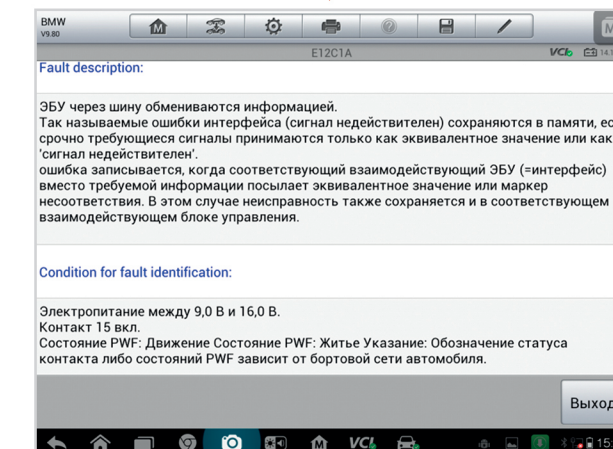 BMW
V9.80
E12C1A
VCI 14.1
Fault description:
ЭБУ через шину обмениваются информацией.
Так называемые ошибки интерфейса (сигнал недействителен) сохраняются в памяти, ес
срочно требующиеся сигналы принимаются только как эквивалентное значение или как
'сигнал недействителен'.
ошибка записывается, когда соответствующий взаимодействующий ЭБУ (=интерфейс)
вместо требуемой информации посылает эквивалентное значение или маркер
несоответствия. В этом случае неисправность также сохраняется и в соответствующем
взаимодействующем блоке управления.
Condition for fault identification:
Электропитание между 9,0 В и 16,0 В.
Контакт 15 вкл.
Состояние PWF: Движение Состояние PWF: Житье Указание: Обозначение статуса
контакта либо состояний PWF зависит от бортовой сети автомобиля.
Выход
VCI 15: